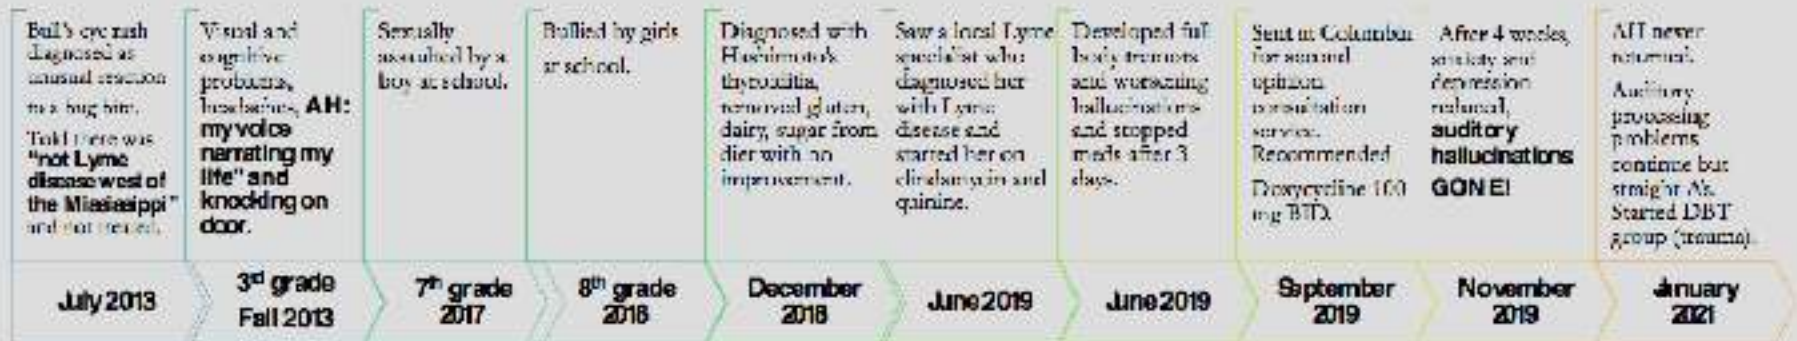 Bull's eye rash
diagnosed as
unusual reaction
to a bug bite.
Told there was
"not Lyme
disease west of
the Mississippi"
and not treated.
Visual and
cognitive
problems,
headaches, AH:
my voice
narrating my
life" and
knocking on
door.
Sexually
assaulted by a
boy at school.
Bullied by girls
at school.
Diagnosed with
Hashimoto's
thyroiditis,
removed gluten,
dairy, sugar from
diet with no
improvement.
Saw a local Lyme
specialist who
diagnosed her
with Lyme
disease and
started her on
clindamycin and
quinine.
Developed full
body tremors
and worsening
hallucinations
and stopped
meds after 3
days.
Sent to Columbia
for second
opinion
consultation
service.
Recommended
Doxycycline 100
mg BID.
After 4 weeks,
anxiety and
depression
reduced,
auditory
hallucinations
GONE!
AH never
returned.
Auditory
processing
problems
continue but
straight A's.
Started DBT
group (trauma).
July 2013
3rd grade
Fall 2013
7th grade
2017
8th grade
2018
December
2018
June 2019
June 2019
September
2019
November
2019
January
2021